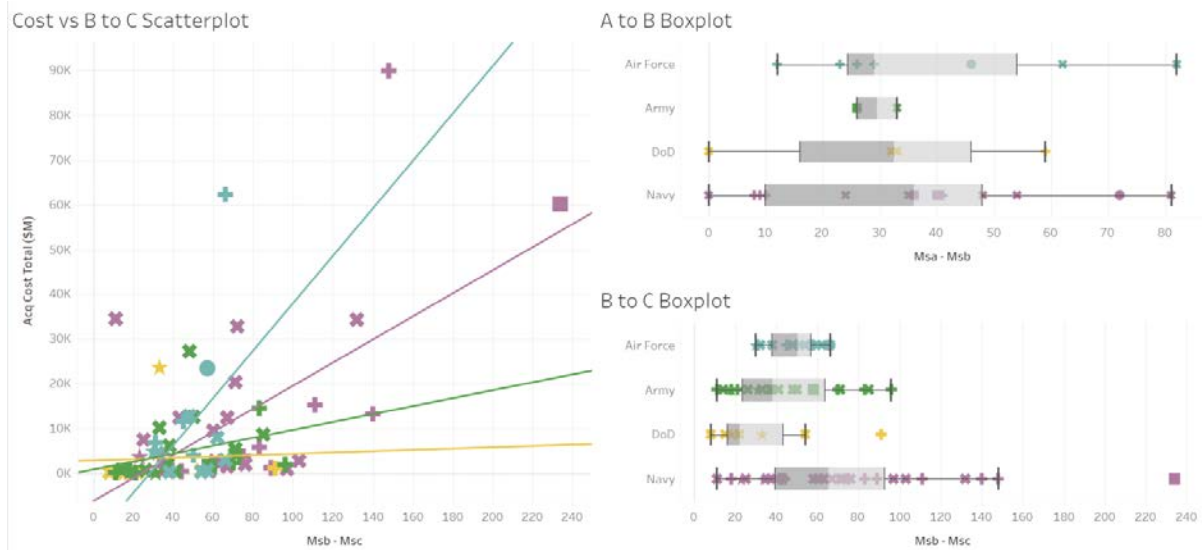 Cost vs B to C Scatterplot
90K
80K
70K
60K
50K
40K
30K
20K
10K
0K
Acq Cost Total ($M)
0 20 40 60 80 100 120 140 160 180 200 220 240
Msb - Msc
A to B Boxplot
Air Force
Army
DoD
Navy
0 10 20 30 40 50 60 70 80
Msa - Msb
B to C Boxplot
Air Force
Army
DoD
Navy
0 20 40 60 80 100 120 140 160 180 200 220 240
Msb - Msc